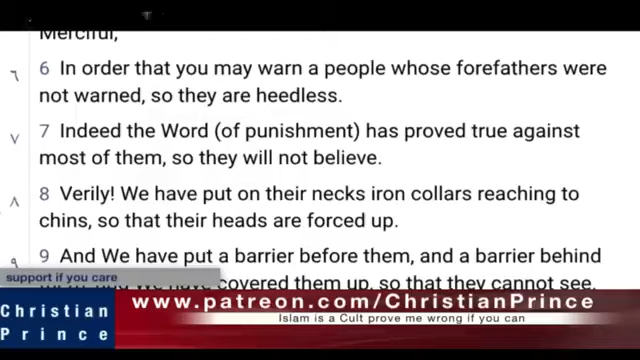 Merciful,
٦ 6 In order that you may warn a people whose forefathers were
not warned, so they are heedless.
٧ 7 Indeed the Word (of punishment) has proved true against
most of them, so they will not believe.
٨ 8 Verily! We have put on their necks iron collars reaching to
chins, so that their heads are forced up.
٩ 9 And We have put a barrier before them, and a barrier behind
covered them up, so that they cannot see.
support if you care
Christian
Prince
www.patreon.com/ChristianPrince
Islam is a Cult prove me wrong if you can